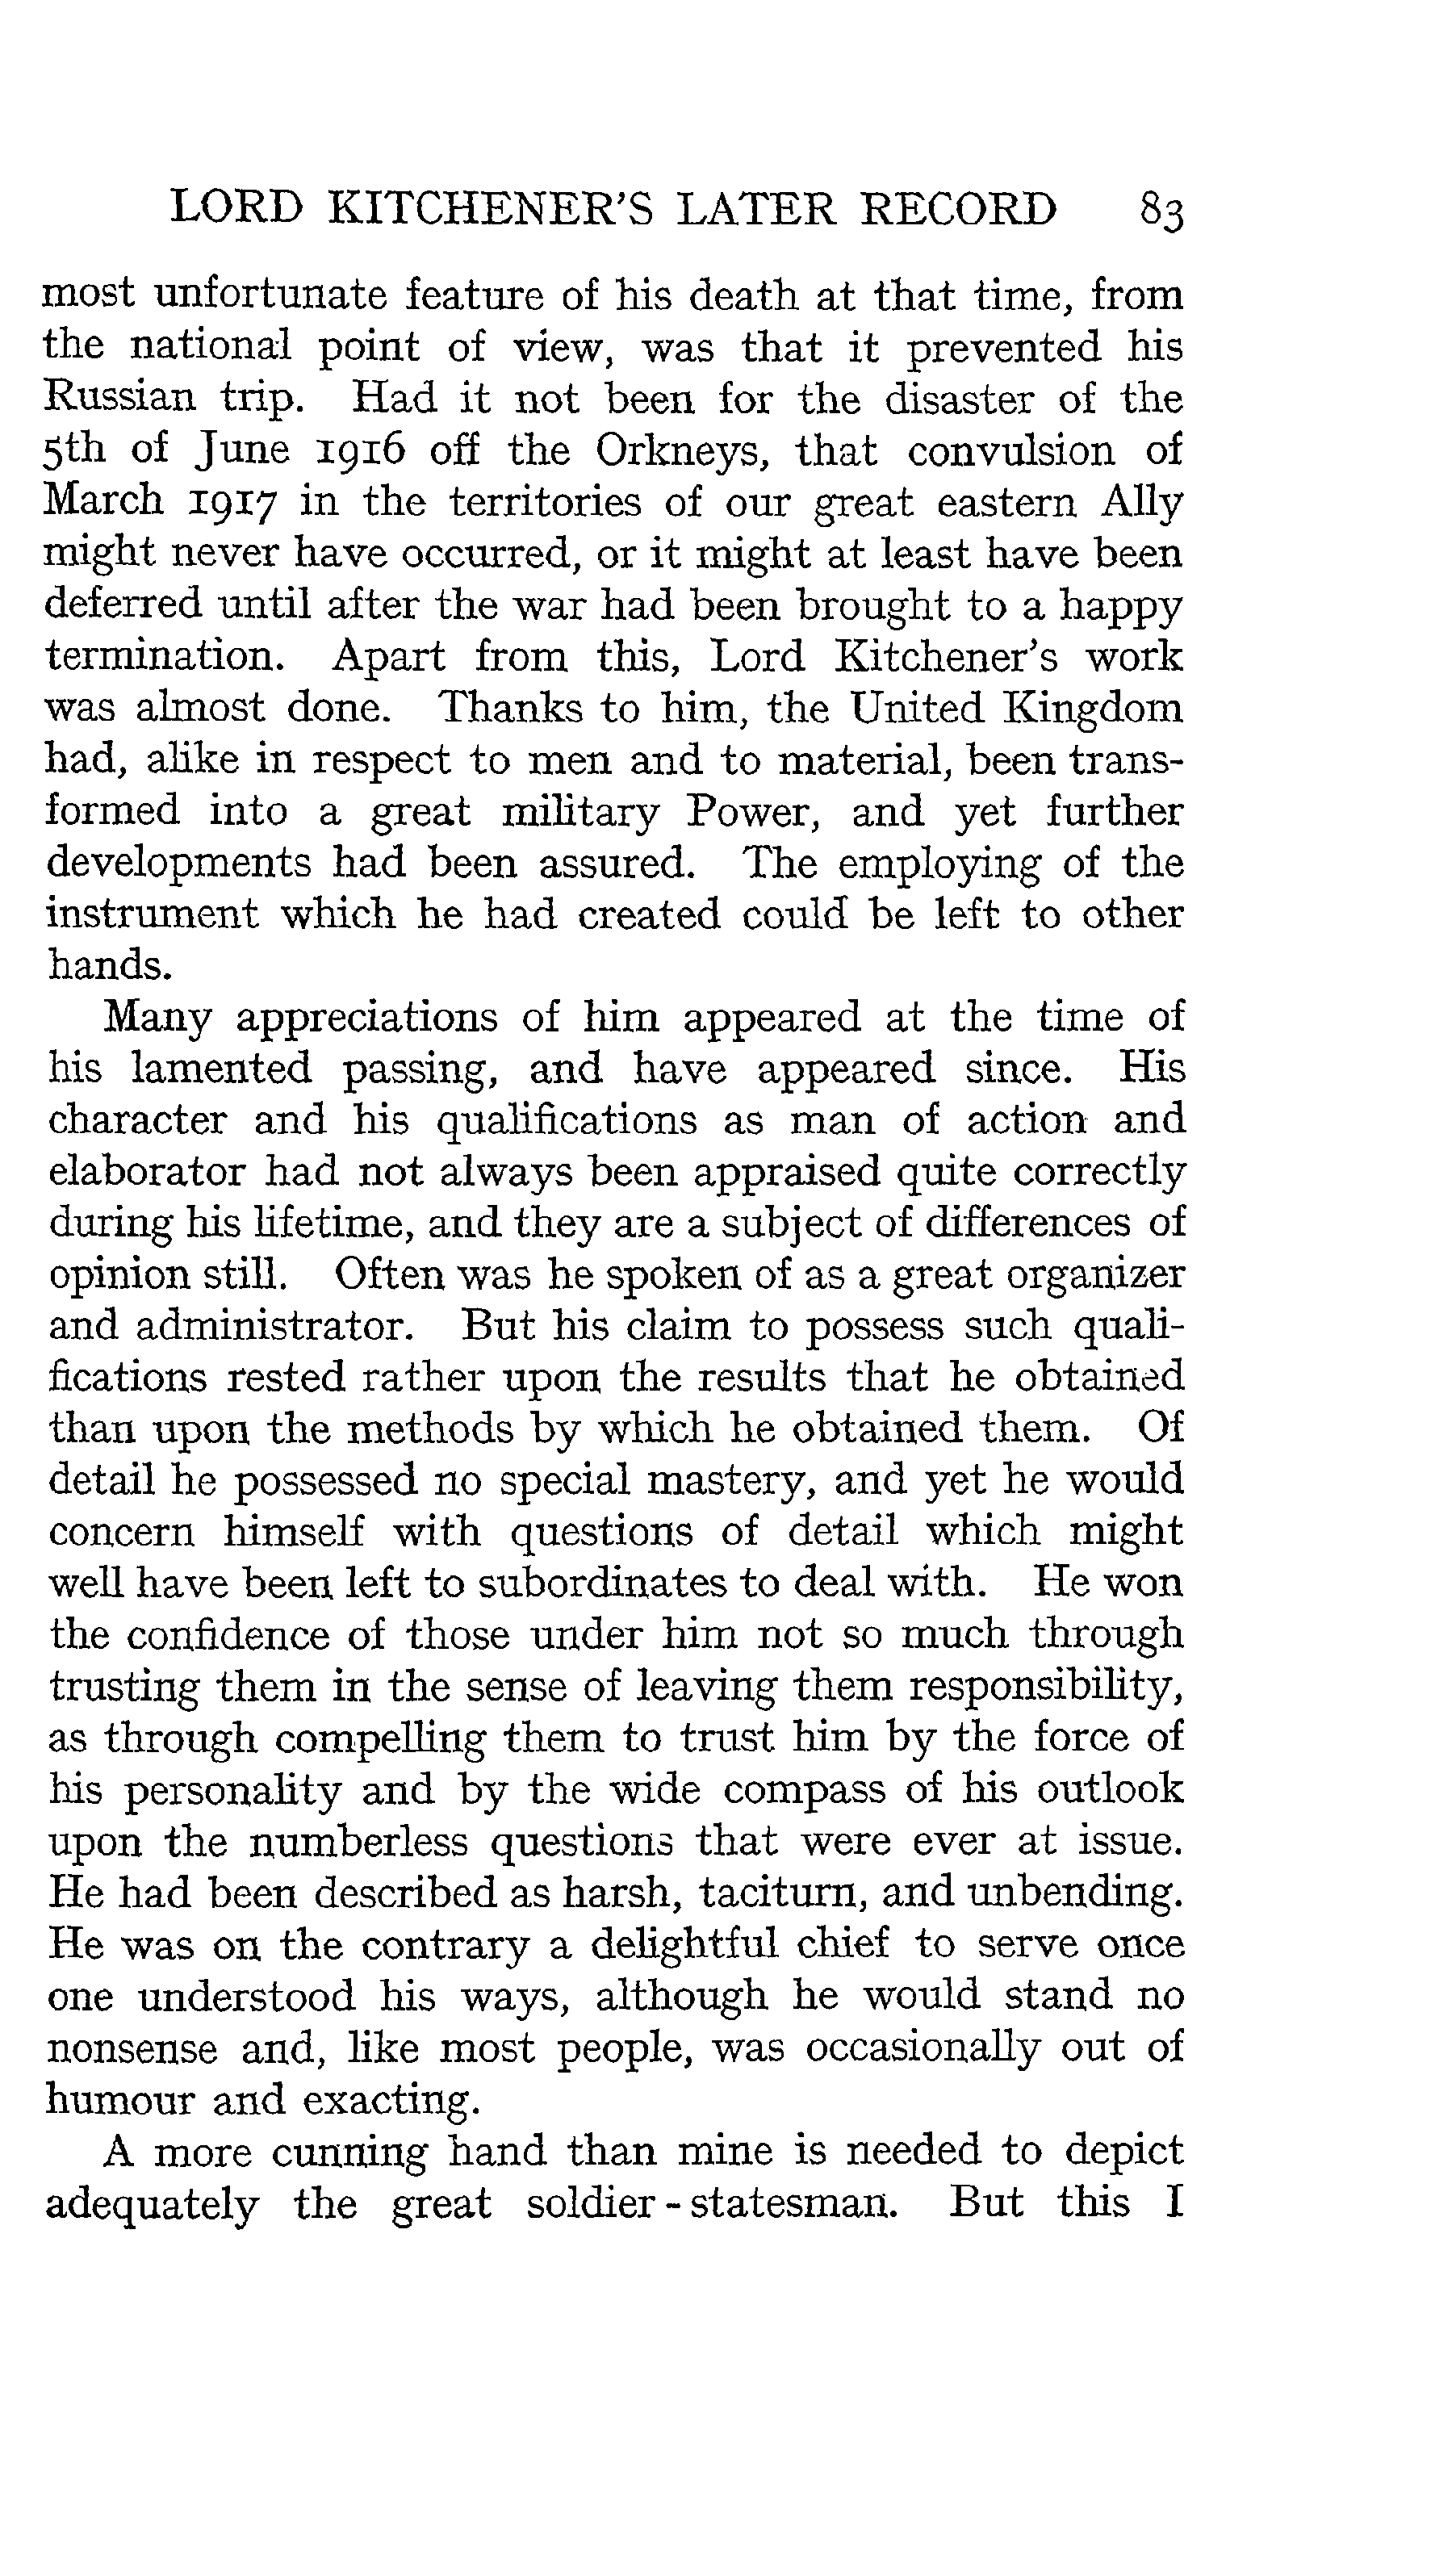 LORD KITCHENER'S LATER RECORD 83
most unfortunate feature of his death at that time, from
the national point of view, was that it prevented his
Russian trip. Had it not been for the disaster of the
5th of June 1916 off the Orkneys, that convulsion of
March 1917 in the territories of our great eastern Ally
might never have occurred, or it might at least have been
deferred until after the war had been brought to a happy
termination. Apart from this, Lord Kitchener's work
was almost done. Thanks to him, the United Kingdom
had, alike in respect to men and to material, been trans-
formed into a great military Power, and yet further
developments had been assured. The employing of the
instrument which he had created could be left to other
hands.
Many appreciations of him appeared at the time of
his lamented passing, and have appeared since. His
character and his qualifications as man of action and
elaborator had not always been appraised quite correctly
during his lifetime, and they are a subject of differences of
opinion still. Often was he spoken of as a great organizer
and administrator. But his claim to possess such quali-
fications rested rather upon the results that he obtained
than upon the methods by which he obtained them. Of
detail he possessed no special mastery, and yet he would
concern himself with questions of detail which might
well have been left to subordinates to deal with. He won
the confidence of those under him not so much through
trusting them in the sense of leaving them responsibility,
as through compelling them to trust him by the force of
his personality and by the wide compass of his outlook
upon the numberless questions that were ever at issue.
He had been described as harsh, taciturn, and unbending.
He was on the contrary a delightful chief to serve once
one understood his ways, although he would stand no
nonsense and, like most people, was occasionally out of
humour and exacting.
A more cunning hand than mine is needed to depict
adequately the great soldier-statesman. But this I